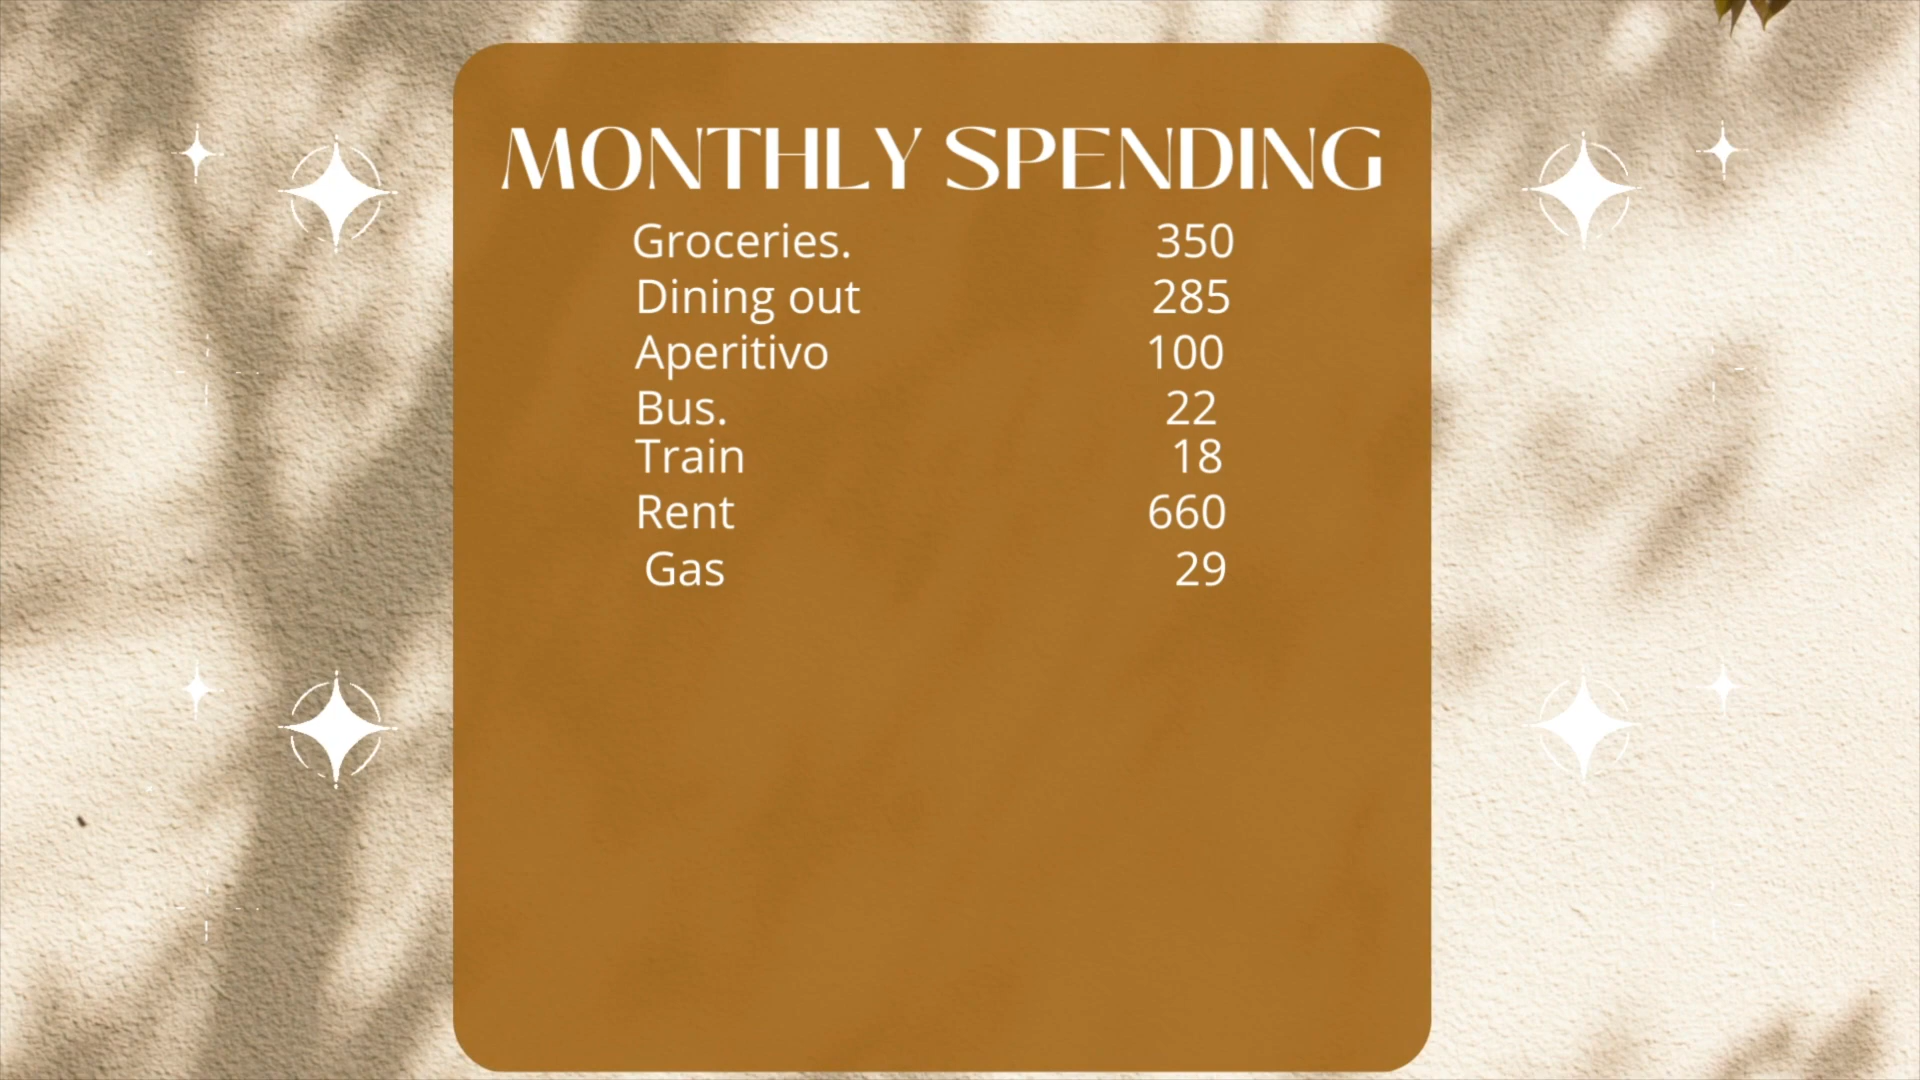 MONTHLY SPENDING
Groceries. 350
Dining out 285
Aperitivo 100
Bus. 22
Train 18
Rent 660
Gas 29